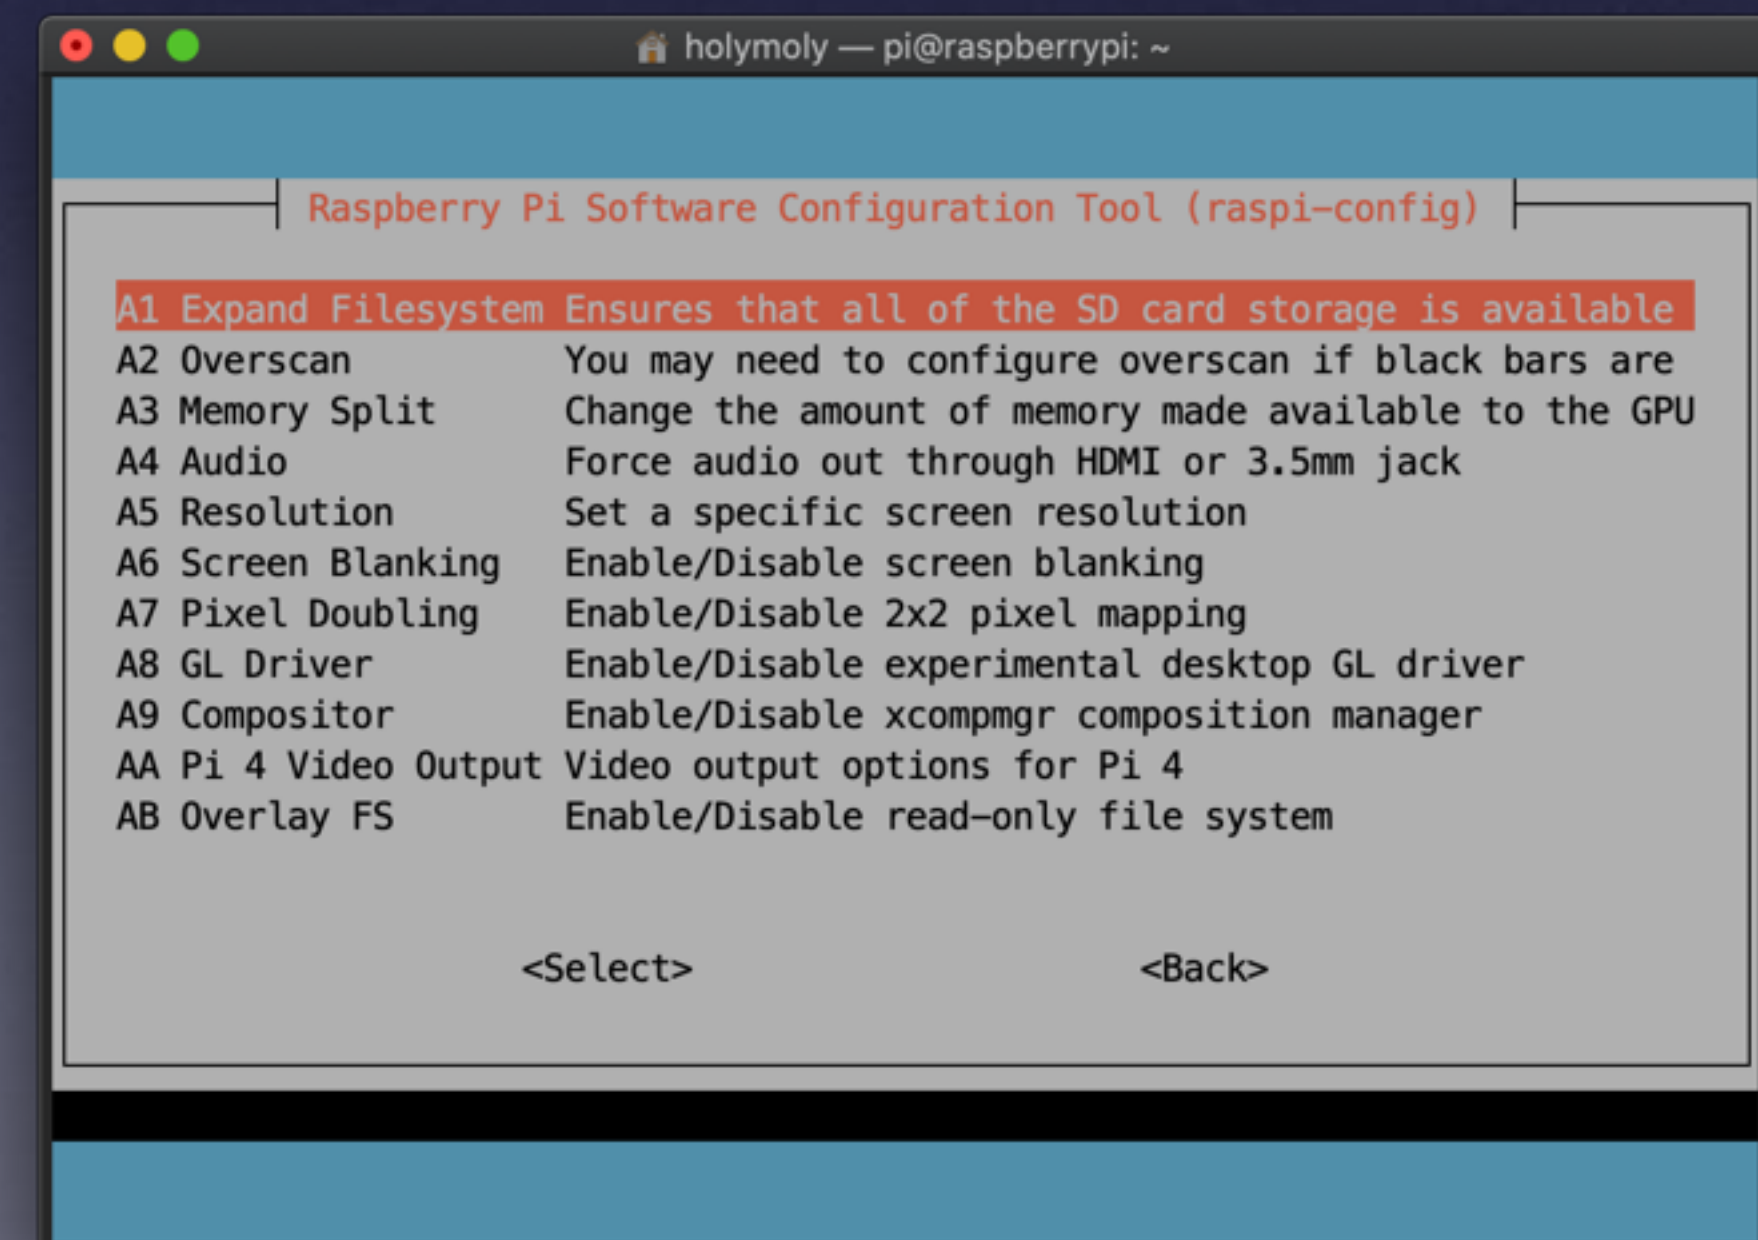 holymoly — pi@raspberrypi: ~
Raspberry Pi Software Configuration Tool (raspi-config)
A1 Expand Filesystem Ensures that all of the SD card storage is available
A2 Overscan You may need to configure overscan if black bars are
A3 Memory Split Change the amount of memory made available to the GPU
A4 Audio Force audio out through HDMI or 3.5mm jack
A5 Resolution Set a specific screen resolution
A6 Screen Blanking Enable/Disable screen blanking
A7 Pixel Doubling Enable/Disable 2x2 pixel mapping
A8 GL Driver Enable/Disable experimental desktop GL driver
A9 Compositor Enable/Disable xcompmgr composition manager
AA Pi 4 Video Output Video output options for Pi 4
AB Overlay FS Enable/Disable read-only file system
<Select> <Back>